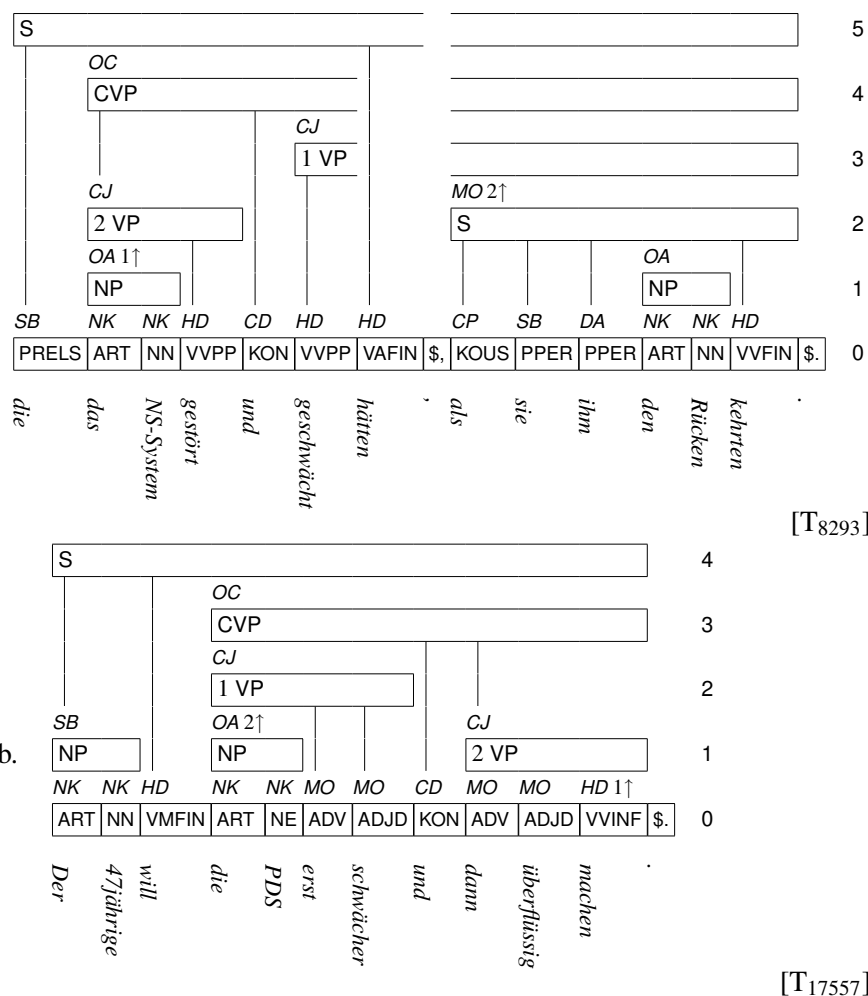 S 5
OC
CVP 4
CJ
1 VP 3
CJ MO 2↑
2 VP S 2
OA 1↑ OA
NP NP 1
SB NK NK HD CD HD HD CP SB DA NK NK HD
PRELS ART NN VVPP KON VVPP VAFIN $, KOUS PPER PPER ART NN VVFIN $. 0
die das NS-System gestört und geschwächt hätten , als sie ihm den Rücken kehrten .
[T8293]
S 4
OC
CVP 3
CJ
1 VP 2
SB OA 2↑ CJ
b. NP NP 2 VP 1
NK NK HD NK NK MO MO CD MO MO HD 1↑
ART NN VMFIN ART NE ADV ADJD KON ADV ADJD VVINF $. 0
Der 47jährige will die PDS erst schwächer und dann überflüssig machen .
[T17557]